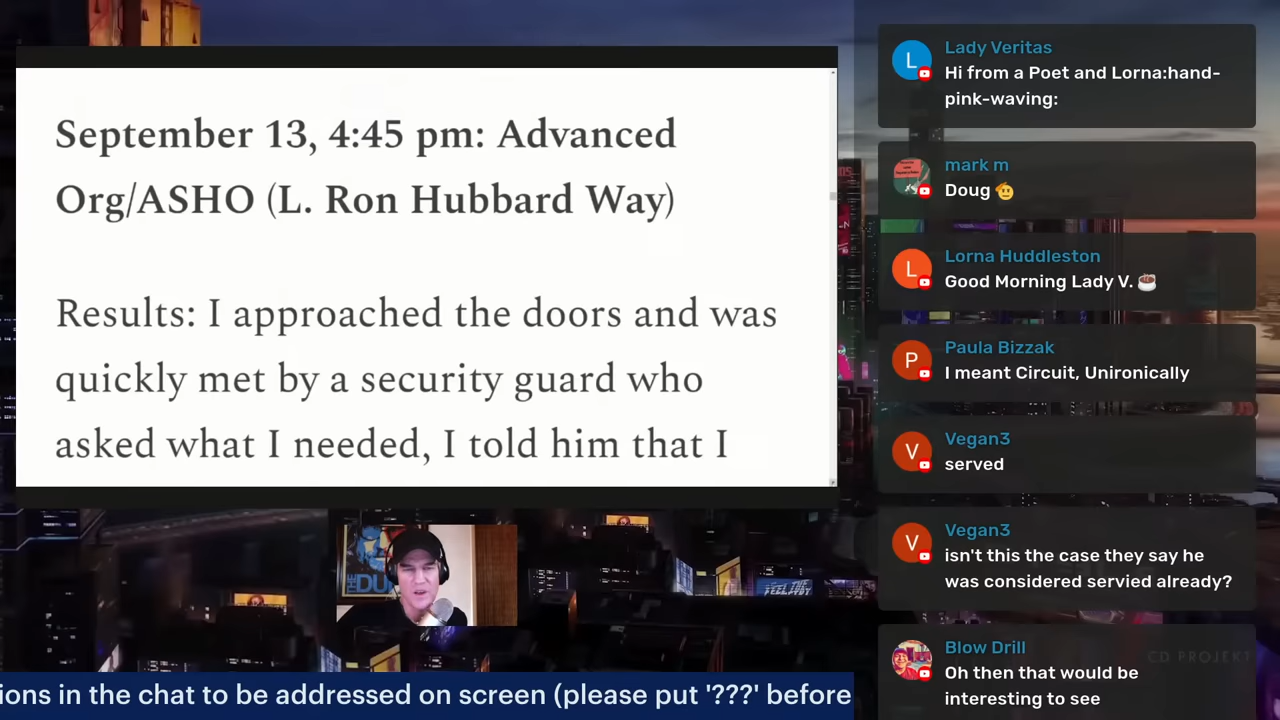 September 13, 4:45 pm: Advanced
Org/ASHO (L. Ron Hubbard Way)
Results: I approached the doors and was
quickly met by a security guard who
asked what I needed, I told him that I
Lady Veritas
Hi from a Poet and Lorna:hand-
pink-waving:
mark m
Doug 🫡
Lorna Huddleston
Good Morning Lady V. ☕
Paula Bizzak
I meant Circuit, Unironically
Vegan3
served
Vegan3
isn't this the case they say he
was considered servied already?
Blow Drill
Oh then that would be
interesting to see
L
L
P
V
V
THE
DU
CD PROJEKT
ions in the chat to be addressed on screen (please put '???' before